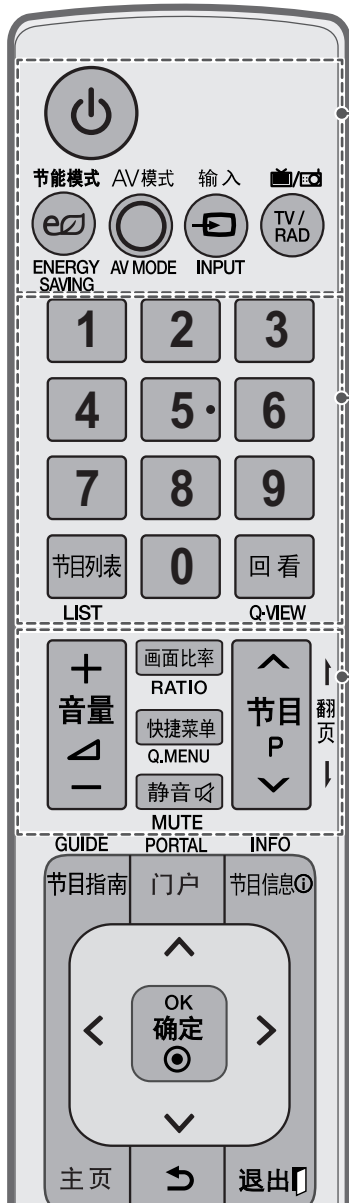 节能模式 AV模式 输入 /
TV/
RAD
ENERGY
SAVING
AV MODE INPUT
1 2 3
4 5 6
7 8 9
节目列表 0 回看
LIST Q-VIEW
+ 画面比率
RATIO
音量 快捷菜单 节目 翻页
Q.MENU P
- 静音
MUTE
GUIDE PORTAL INFO
节目指南 门户 节目信息
OK
确定
主页 退出